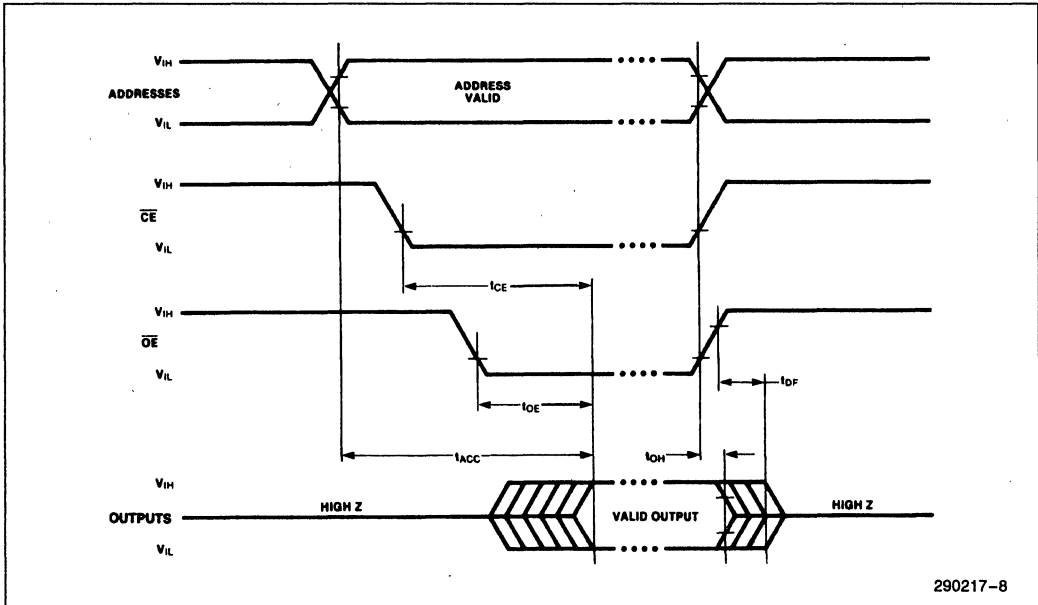 VIH
ADDRESSES
ADDRESS
VALID
VIL
VIH
CE
VIL
tCE
VIH
OE
VIL
tDF
tOE
tACC
tOH
VIH
HIGH Z
OUTPUTS
VALID OUTPUT
HIGH Z
VIL
290217-8